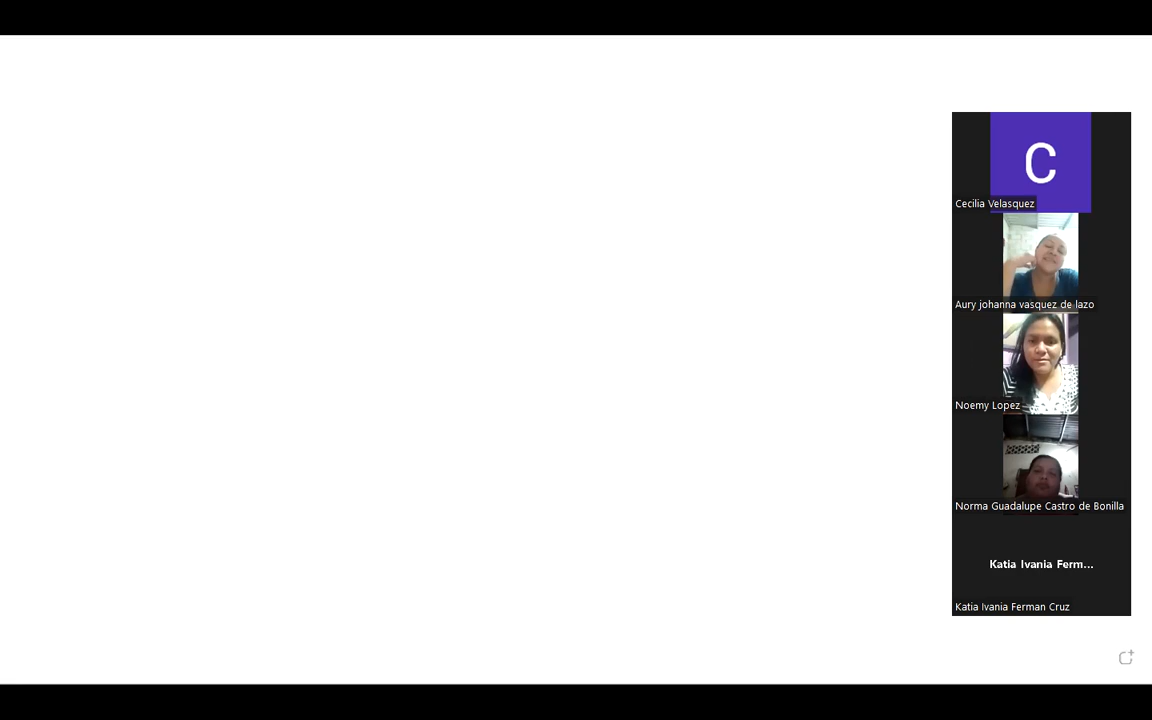 C
Cecilia Velasquez
Aury johanna vasquez de lazo
Noemy Lopez
Norma Guadalupe Castro de Bonilla
Katia Ivania Ferm...
Katia Ivania Ferman Cruz